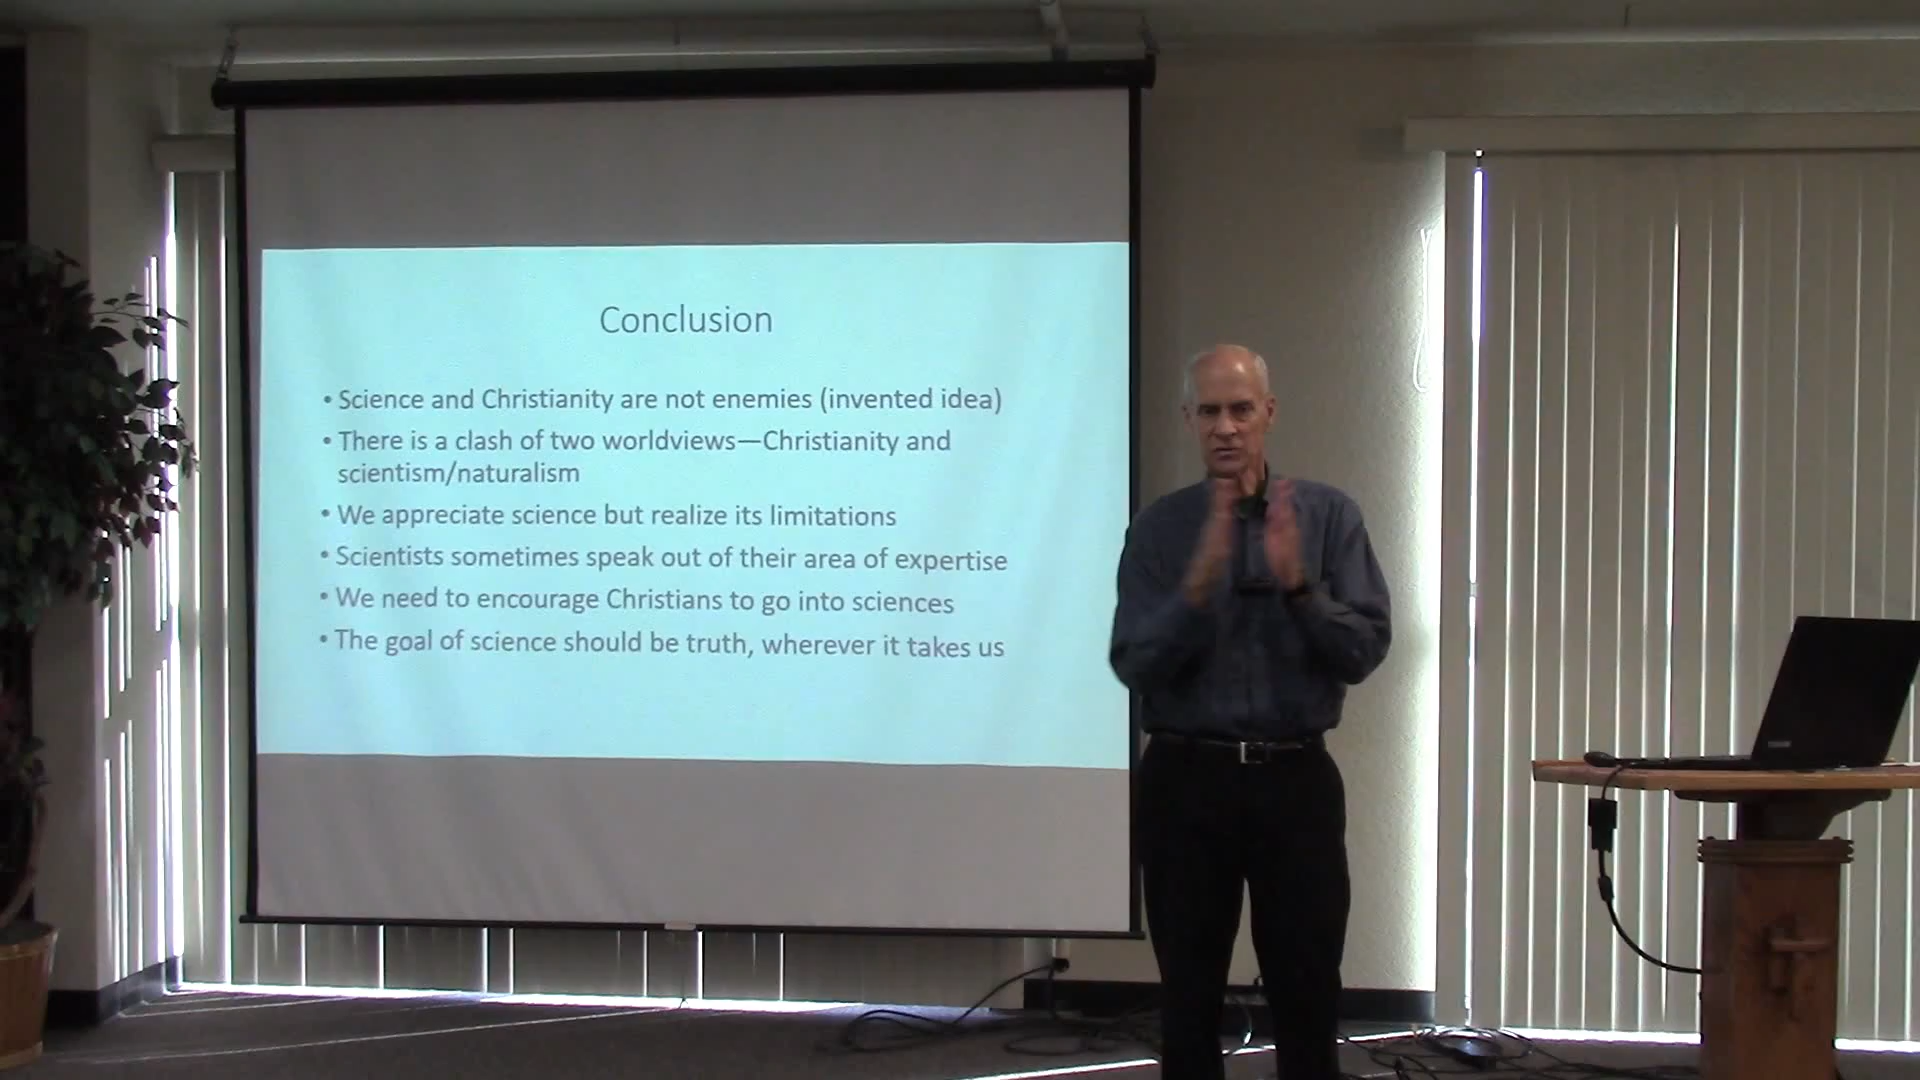 Conclusion
• Science and Christianity are not enemies (invented idea)
• There is a clash of two worldviews—Christianity and
scientism/naturalism
• We appreciate science but realize its limitations
• Scientists sometimes speak out of their area of expertise
• We need to encourage Christians to go into sciences
• The goal of science should be truth, wherever it takes us